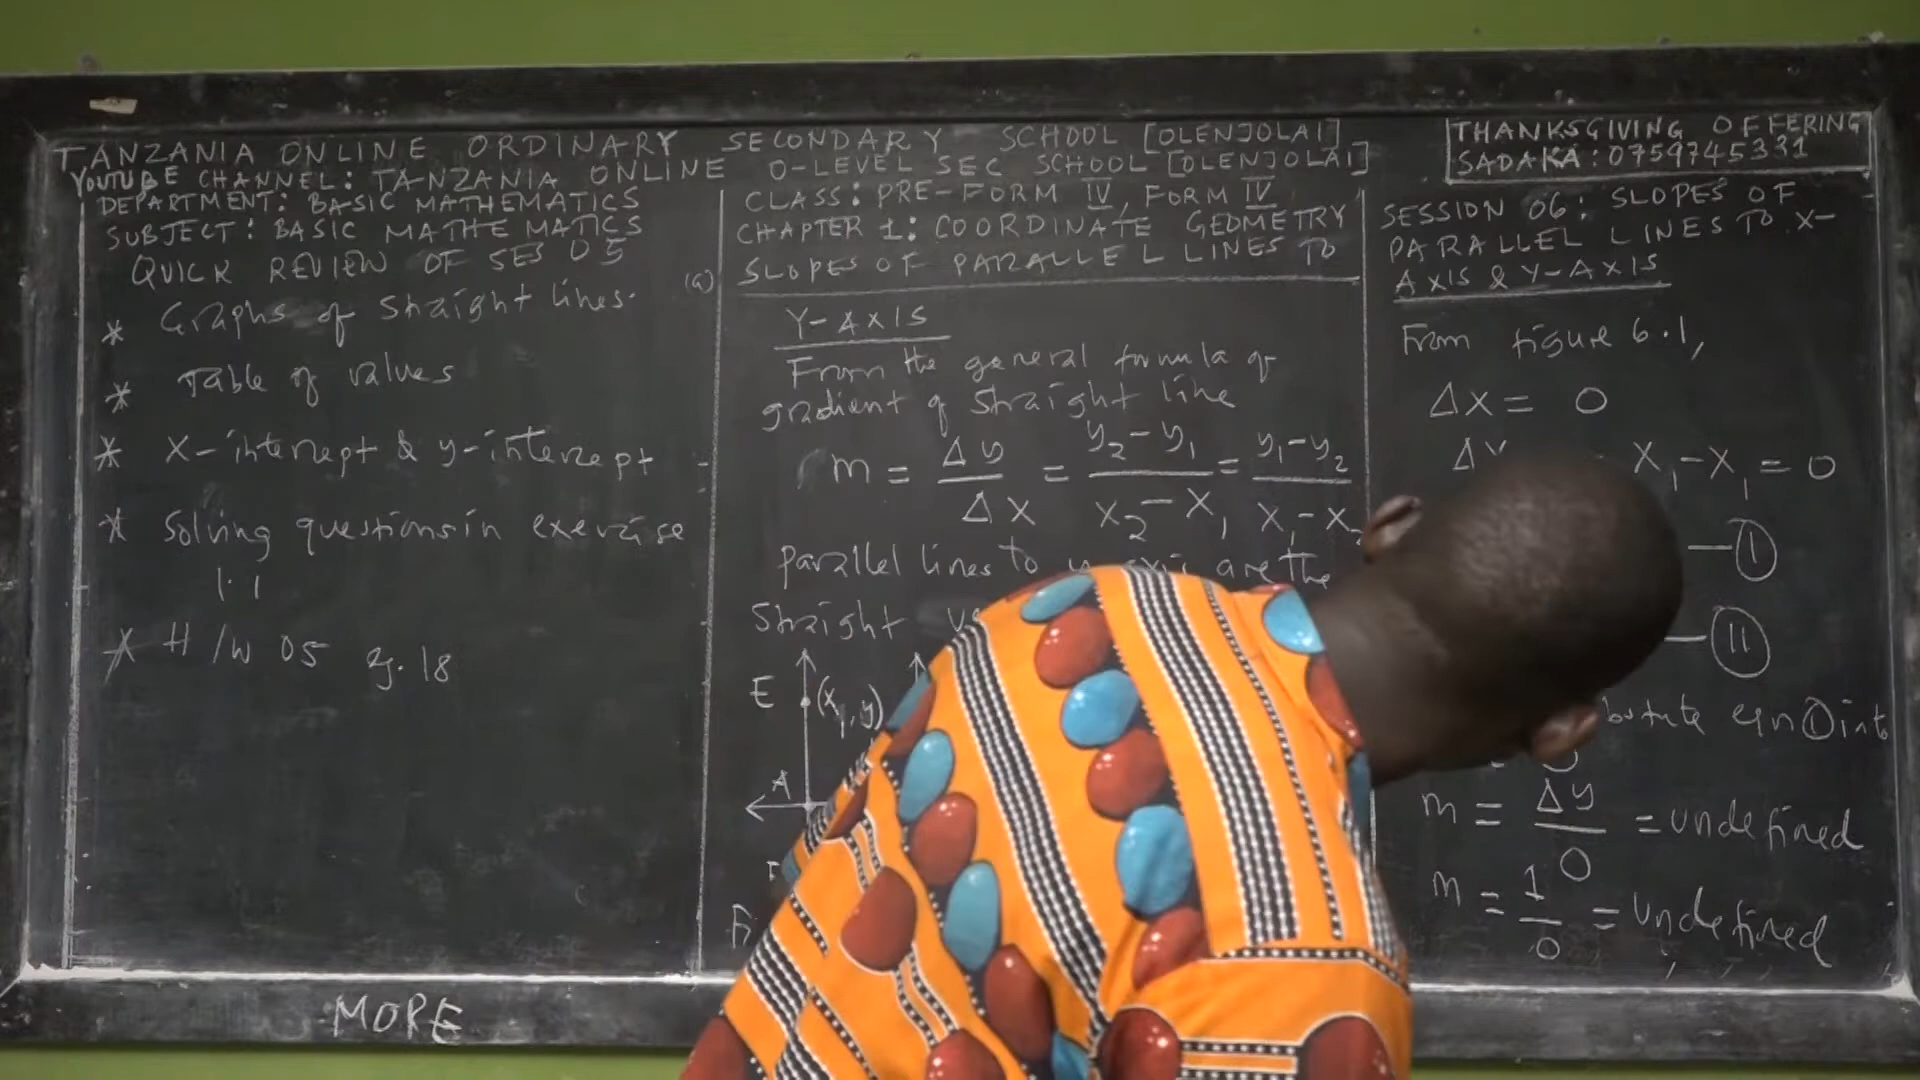 TANZANIA ONLINE ORDINARY SECONDARY SCHOOL [OLENJOLAI]
YOUTUBE CHANNEL: TANZANIA ONLINE O-LEVEL SEC SCHOOL [OLENJOLAI]
THANKSGIVING OFFERING
SADAKA: 0759745331
DEPARTMENT: BASIC MATHEMATICS
SUBJECT: BASIC MATHEMATICS
QUICK REVIEW OF SES 05
* Graphs of Straight lines.
* Table of values
* X-intercept & y-intercept
* Solving questions in exercise
1.1
* H/W 05 g. 18
CLASS: PRE-FORM IV, FORM IV
CHAPTER 1: COORDINATE GEOMETRY
(a) SLOPES OF PARALLEL LINES TO
Y-AXIS
From the general formula of
gradient of straight line
m = Δy/Δx = y₂-y₁/x₂-x₁ = y₁-y₂/x₁-x₂
parallel lines to y are the
Straight
E (x₁, y)
A
SESSION 06: SLOPES OF
PARALLEL LINES TO X-
AXIS & Y-AXIS
From figure 6.1,
ΔX = 0
X₁-X₁ = 0
—(I)
—(II)
eqn (I) into
m = Δy/0 = undefined
m = 1/0 = undefined
MORE